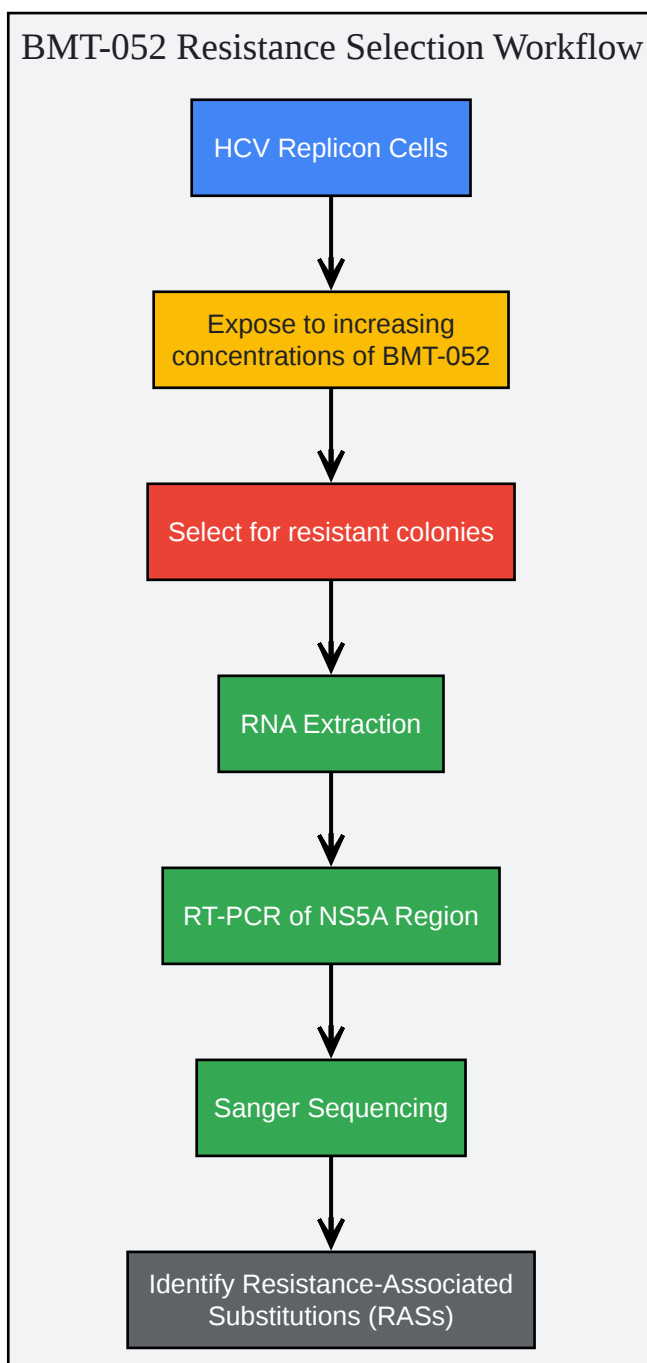 BMT-052 Resistance Selection Workflow
HCV Replicon Cells
Expose to increasing
concentrations of BMT-052
Select for resistant colonies
RNA Extraction
RT-PCR of NS5A Region
Sanger Sequencing
Identify Resistance-Associated
Substitutions (RASs)